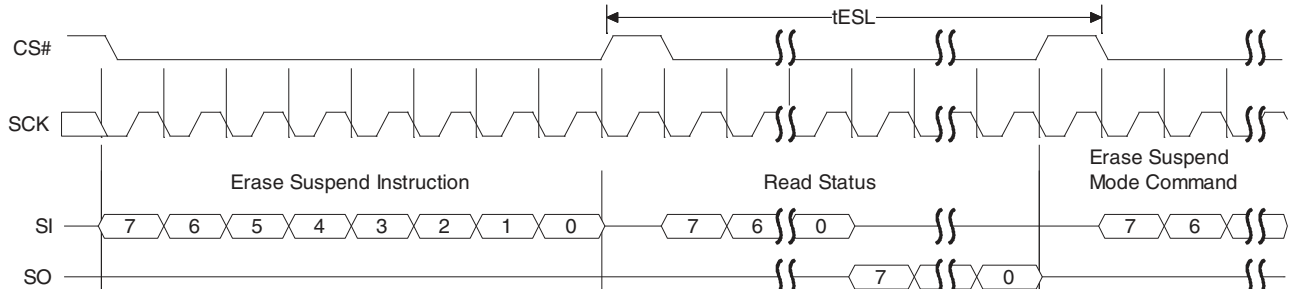 tESL
CS#
SCK
Erase Suspend Instruction
Read Status
Erase Suspend
Mode Command
SI 7 6 5 4 3 2 1 0 7 6 0 7 6
SO 7 0